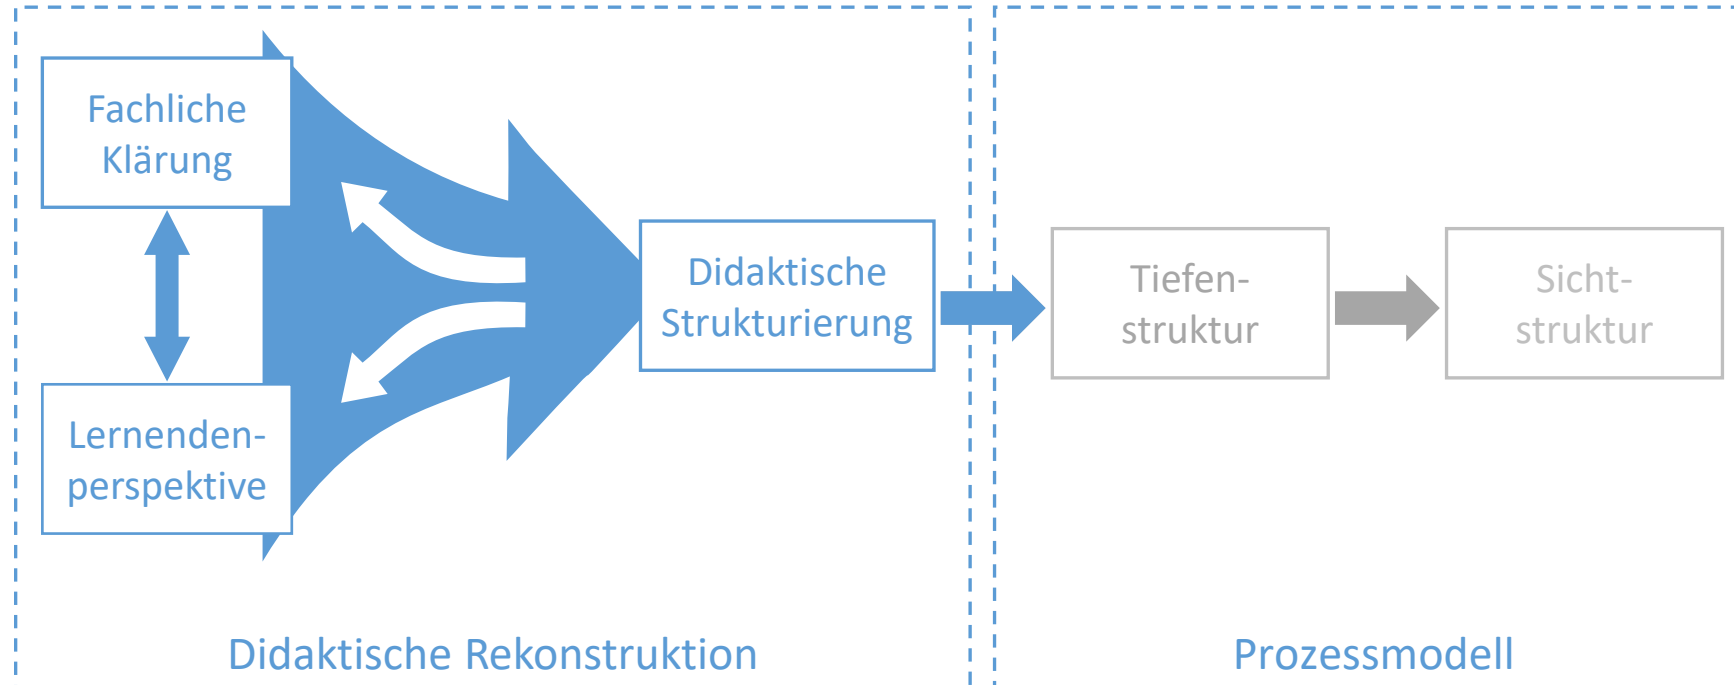 Fachliche
Klärung
Lernenden-
perspektive
Didaktische
Strukturierung
Didaktische Rekonstruktion
Tiefen-
struktur
Sicht-
struktur
Prozessmodell